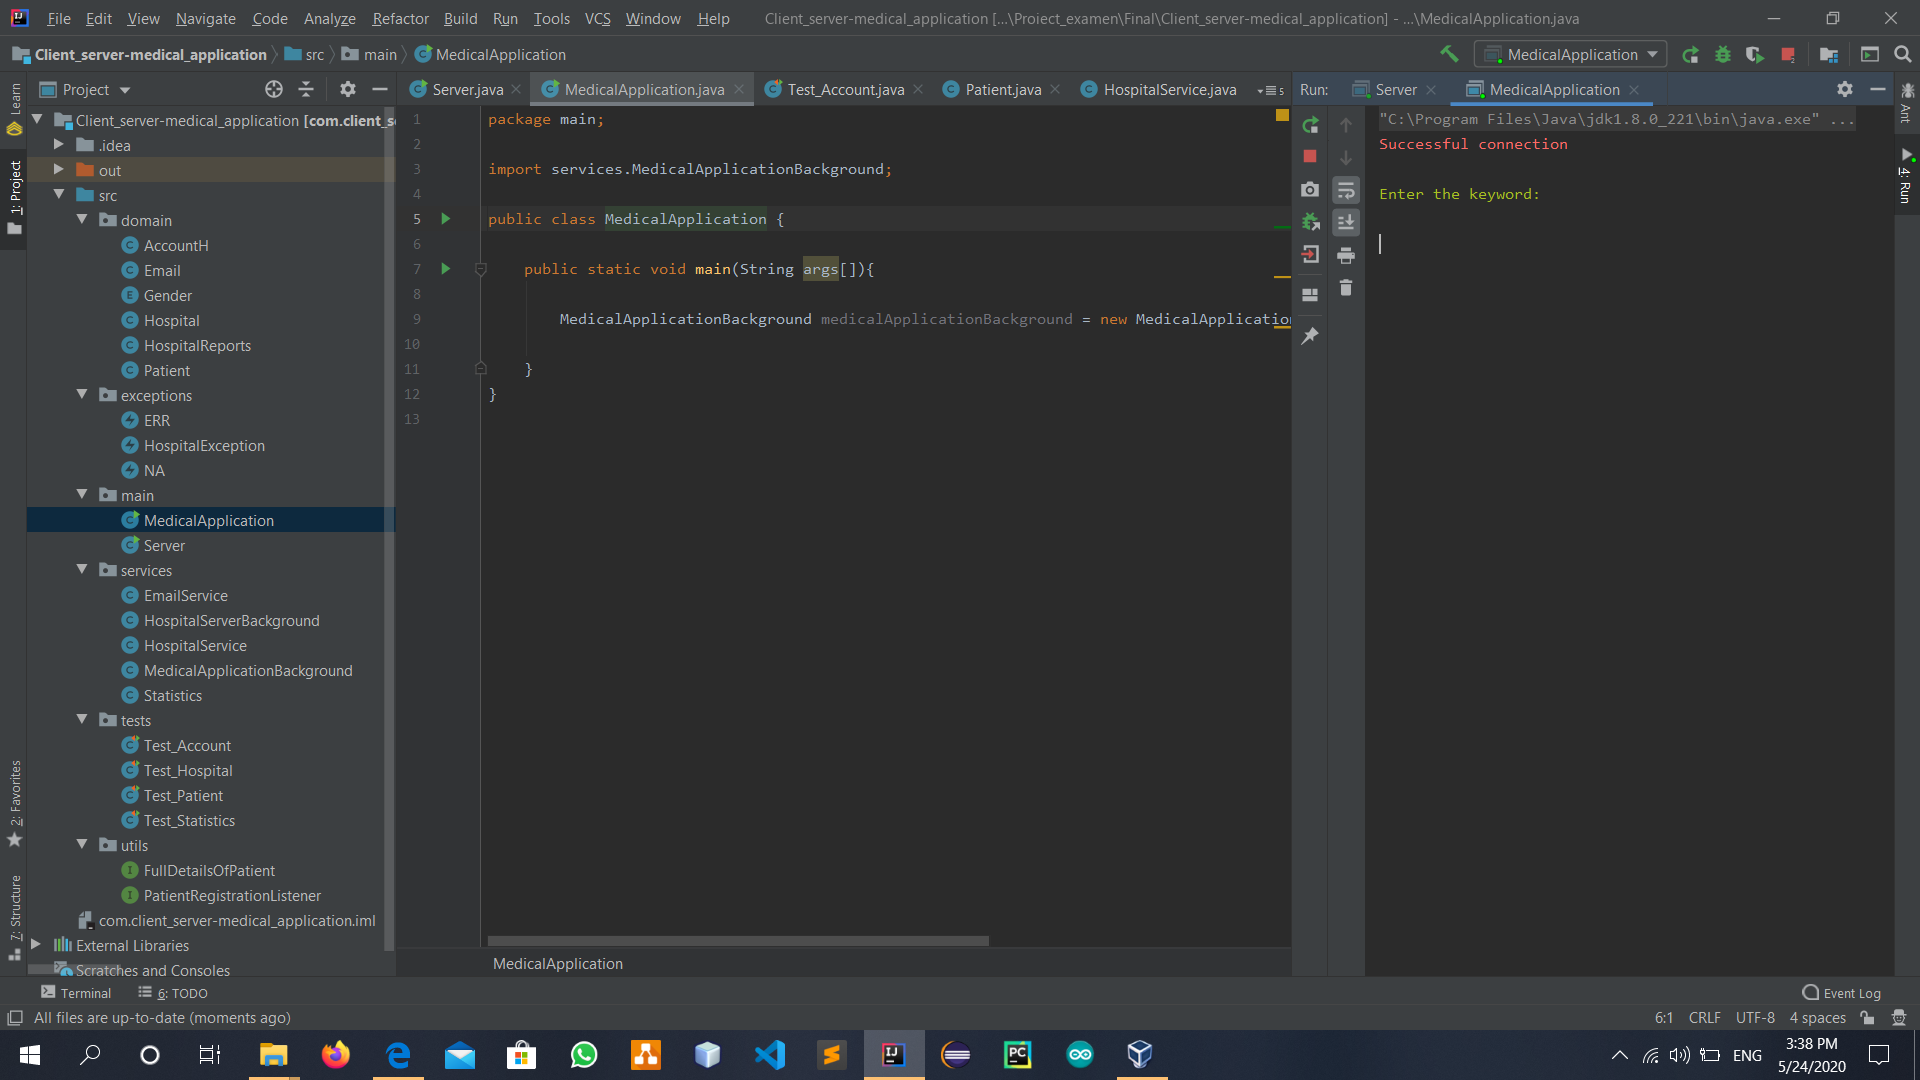 File Edit View Navigate Code Analyze Refactor Build Run Tools VCS Window Help Client_server-medical_application [...\Proiect_examen\Final\Client_server-medical_application] - ...\MedicalApplication.java
Client_server-medical_application src main MedicalApplication MedicalApplication
Project Server.java MedicalApplication.java Test_Account.java Patient.java HospitalService.java 5 Run: Server MedicalApplication
Learn
1: Project
2: Favorites
7: Structure
Client_server-medical_application [com.client_s
.idea
out
src
domain
AccountH
Email
Gender
Hospital
HospitalReports
Patient
exceptions
ERR
HospitalException
NA
main
MedicalApplication
Server
services
EmailService
HospitalServerBackground
HospitalService
MedicalApplicationBackground
Statistics
tests
Test_Account
Test_Hospital
Test_Patient
Test_Statistics
utils
FullDetailsOfPatient
PatientRegistrationListener
com.client_server-medical_application.iml
External Libraries
Scratches and Consoles
1 package main;
2
3 import services.MedicalApplicationBackground;
4
5 public class MedicalApplication {
6
7 public static void main(String args[]){
8
9 MedicalApplicationBackground medicalApplicationBackground = new MedicalApplication
10
11 }
12 }
13
MedicalApplication
"C:\Program Files\Java\jdk1.8.0_221\bin\java.exe" ...
Successful connection
Enter the keyword:
Ant
4: Run
Terminal 6: TODO Event Log
All files are up-to-date (moments ago) 6:1 CRLF UTF-8 4 spaces
ENG 3:38 PM
5/24/2020